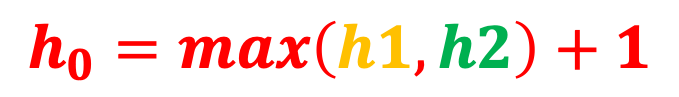 h₀ = max(h1, h2) + 1